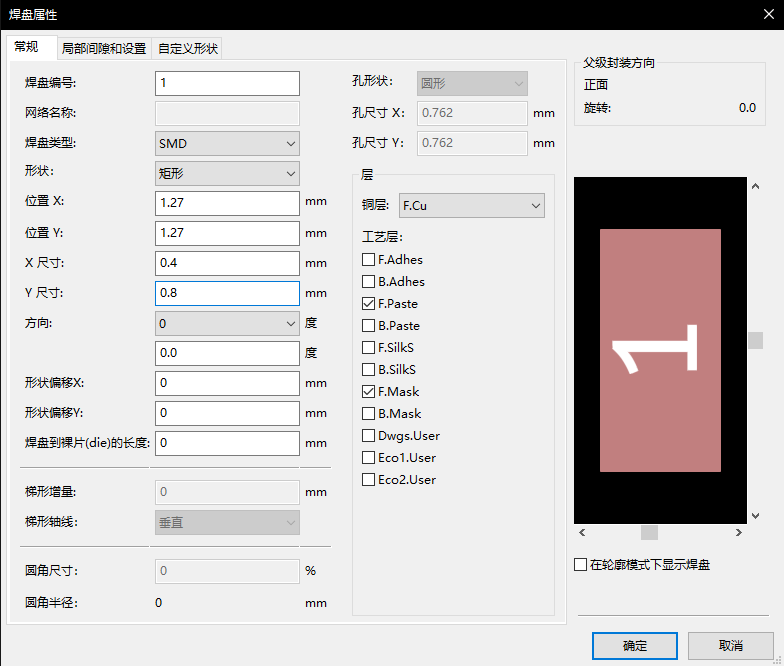 焊盘属性
常规 局部间隙和设置 自定义形状
焊盘编号: 1
网络名称:
焊盘类型: SMD
形状: 矩形
位置 X: 1.27 mm
位置 Y: 1.27 mm
X 尺寸: 0.4 mm
Y 尺寸: 0.8 mm
方向: 0 度
0.0 度
形状偏移X: 0 mm
形状偏移Y: 0 mm
焊盘到裸片(die)的长度: 0 mm
梯形增量: 0 mm
梯形轴线: 垂直
圆角尺寸: 0 %
圆角半径: 0 mm
孔形状: 圆形
孔尺寸 X: 0.762 mm
孔尺寸 Y: 0.762 mm
层
铜层: F.Cu
工艺层:
F.Adhes
B.Adhes
F.Paste
B.Paste
F.SilkS
B.SilkS
F.Mask
B.Mask
Dwgs.User
Eco1.User
Eco2.User
父级封装方向
正面
旋转: 0.0
1
在轮廓模式下显示焊盘
确定 取消